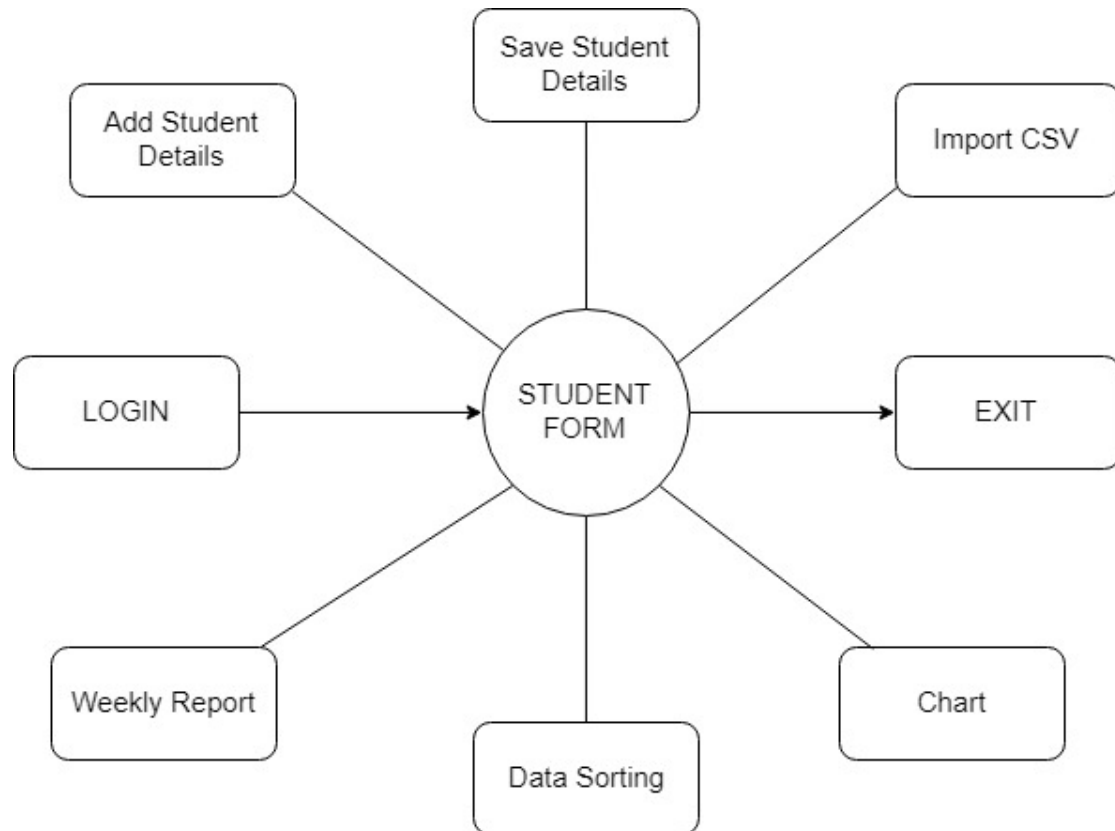 Save Student
Details
Add Student
Details
Import CSV
LOGIN
STUDENT
FORM
EXIT
Weekly Report
Chart
Data Sorting